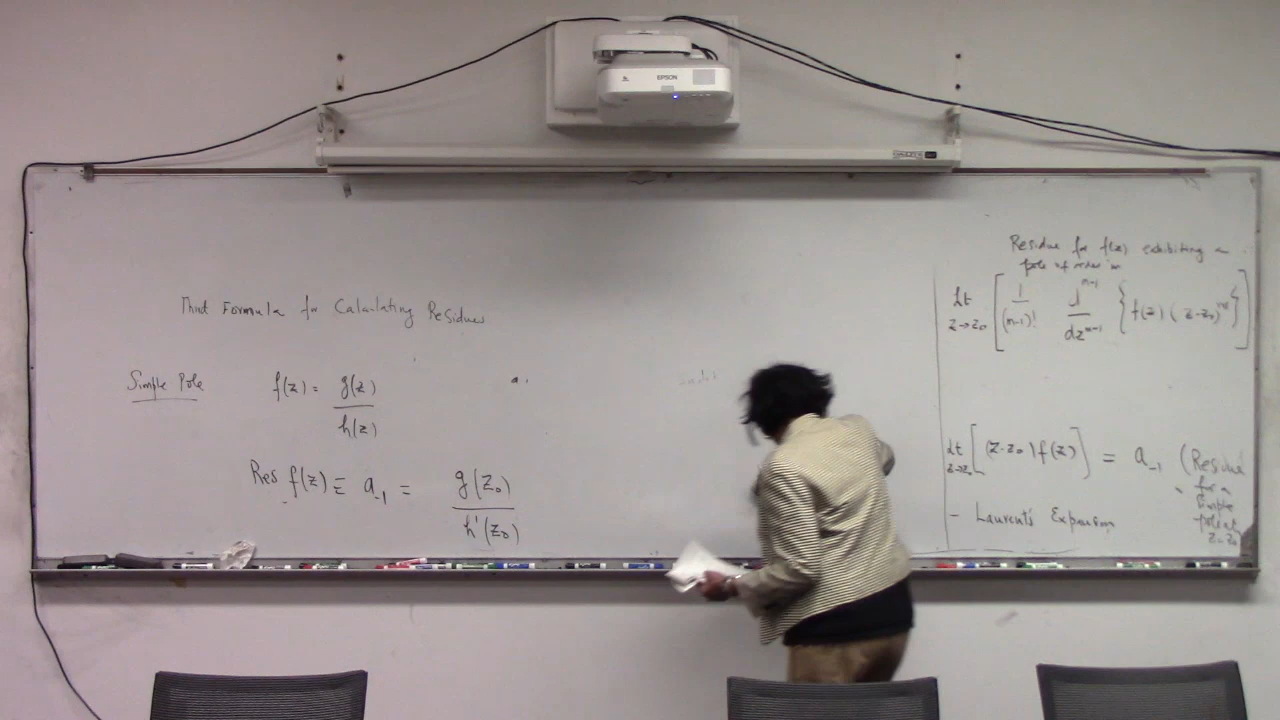 EPSON
Third Formula for Calculating Residues
Simple Pole
f(z) = g(z) / h(z)
a.
Res f(z) ≡ a₋₁ = g(z₀) / h'(z₀)
Residue for f(z) exhibiting a
pole of order m
Lt z→z₀ [ 1/(m-1)! d^(m-1)/dz^(m-1) { f(z) (z-z₀)^m } ]
Lt z→z₀ [ (z-z₀) f(z) ] = a₋₁ (Residue
for a
simple
pole at
z=z₀
- Laurent's Expansion